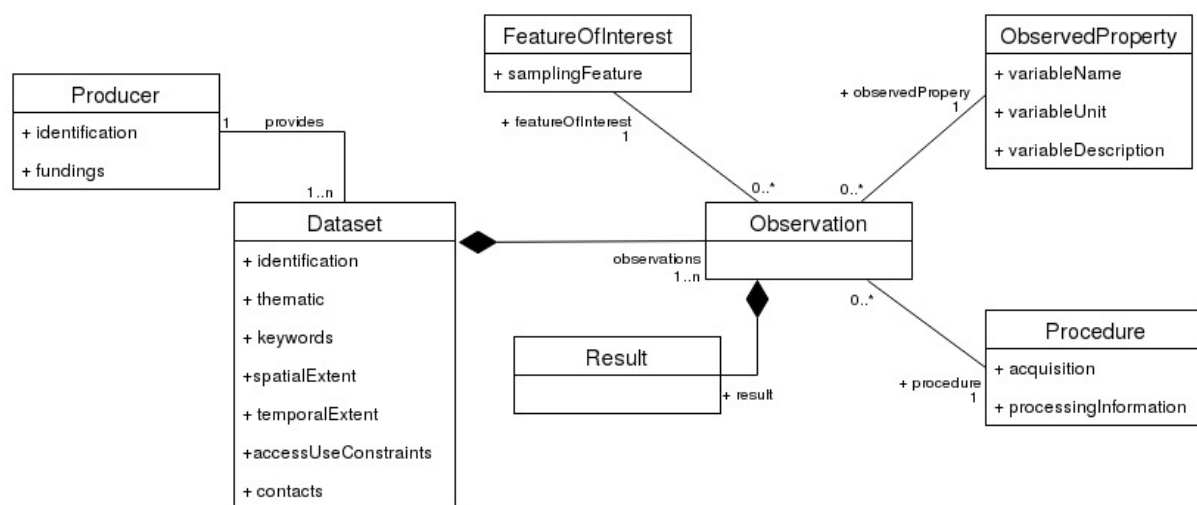 FeatureOfInterest
+ samplingFeature
ObservedProperty
+ variableName
+ variableUnit
+ variableDescription
Producer
+ identification
+ fundings
1
provides
1..n
+ featureOfInterest
1
0..*
+ observedPropery
1
0..*
Dataset
+ identification
+ thematic
+ keywords
+spatialExtent
+ temporalExtent
+accessUseConstraints
+ contacts
Observation
observations
1..n
0..*
Result
+ result
+ procedure
1
Procedure
+ acquisition
+ processingInformation